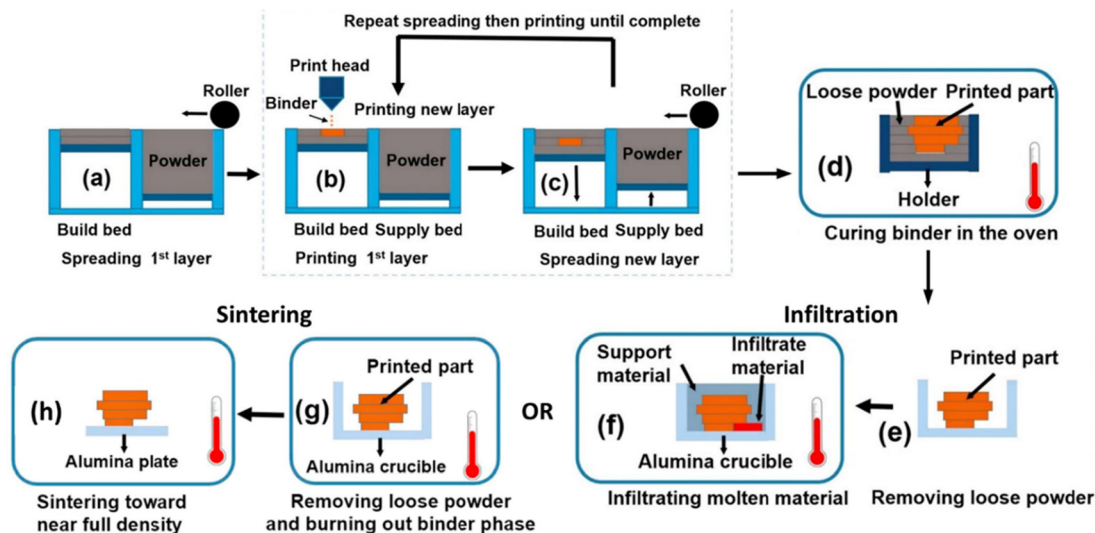 Repeat spreading then printing until complete
Roller
Powder
(a)
Build bed
Spreading 1st layer
Print head
Binder
Printing new layer
Powder
(b)
Build bed
Supply bed
Printing 1st layer
Roller
Powder
(c)
Build bed
Supply bed
Spreading new layer
Loose powder
Printed part
(d)
Holder
Curing binder in the oven
Sintering
Infiltration
(h)
Alumina plate
Sintering toward
near full density
Printed part
(g)
Alumina crucible
Removing loose powder
and burning out binder phase
OR
Support
material
Infiltrate
material
(f)
Alumina crucible
Infiltrating molten material
Printed part
(e)
Removing loose powder